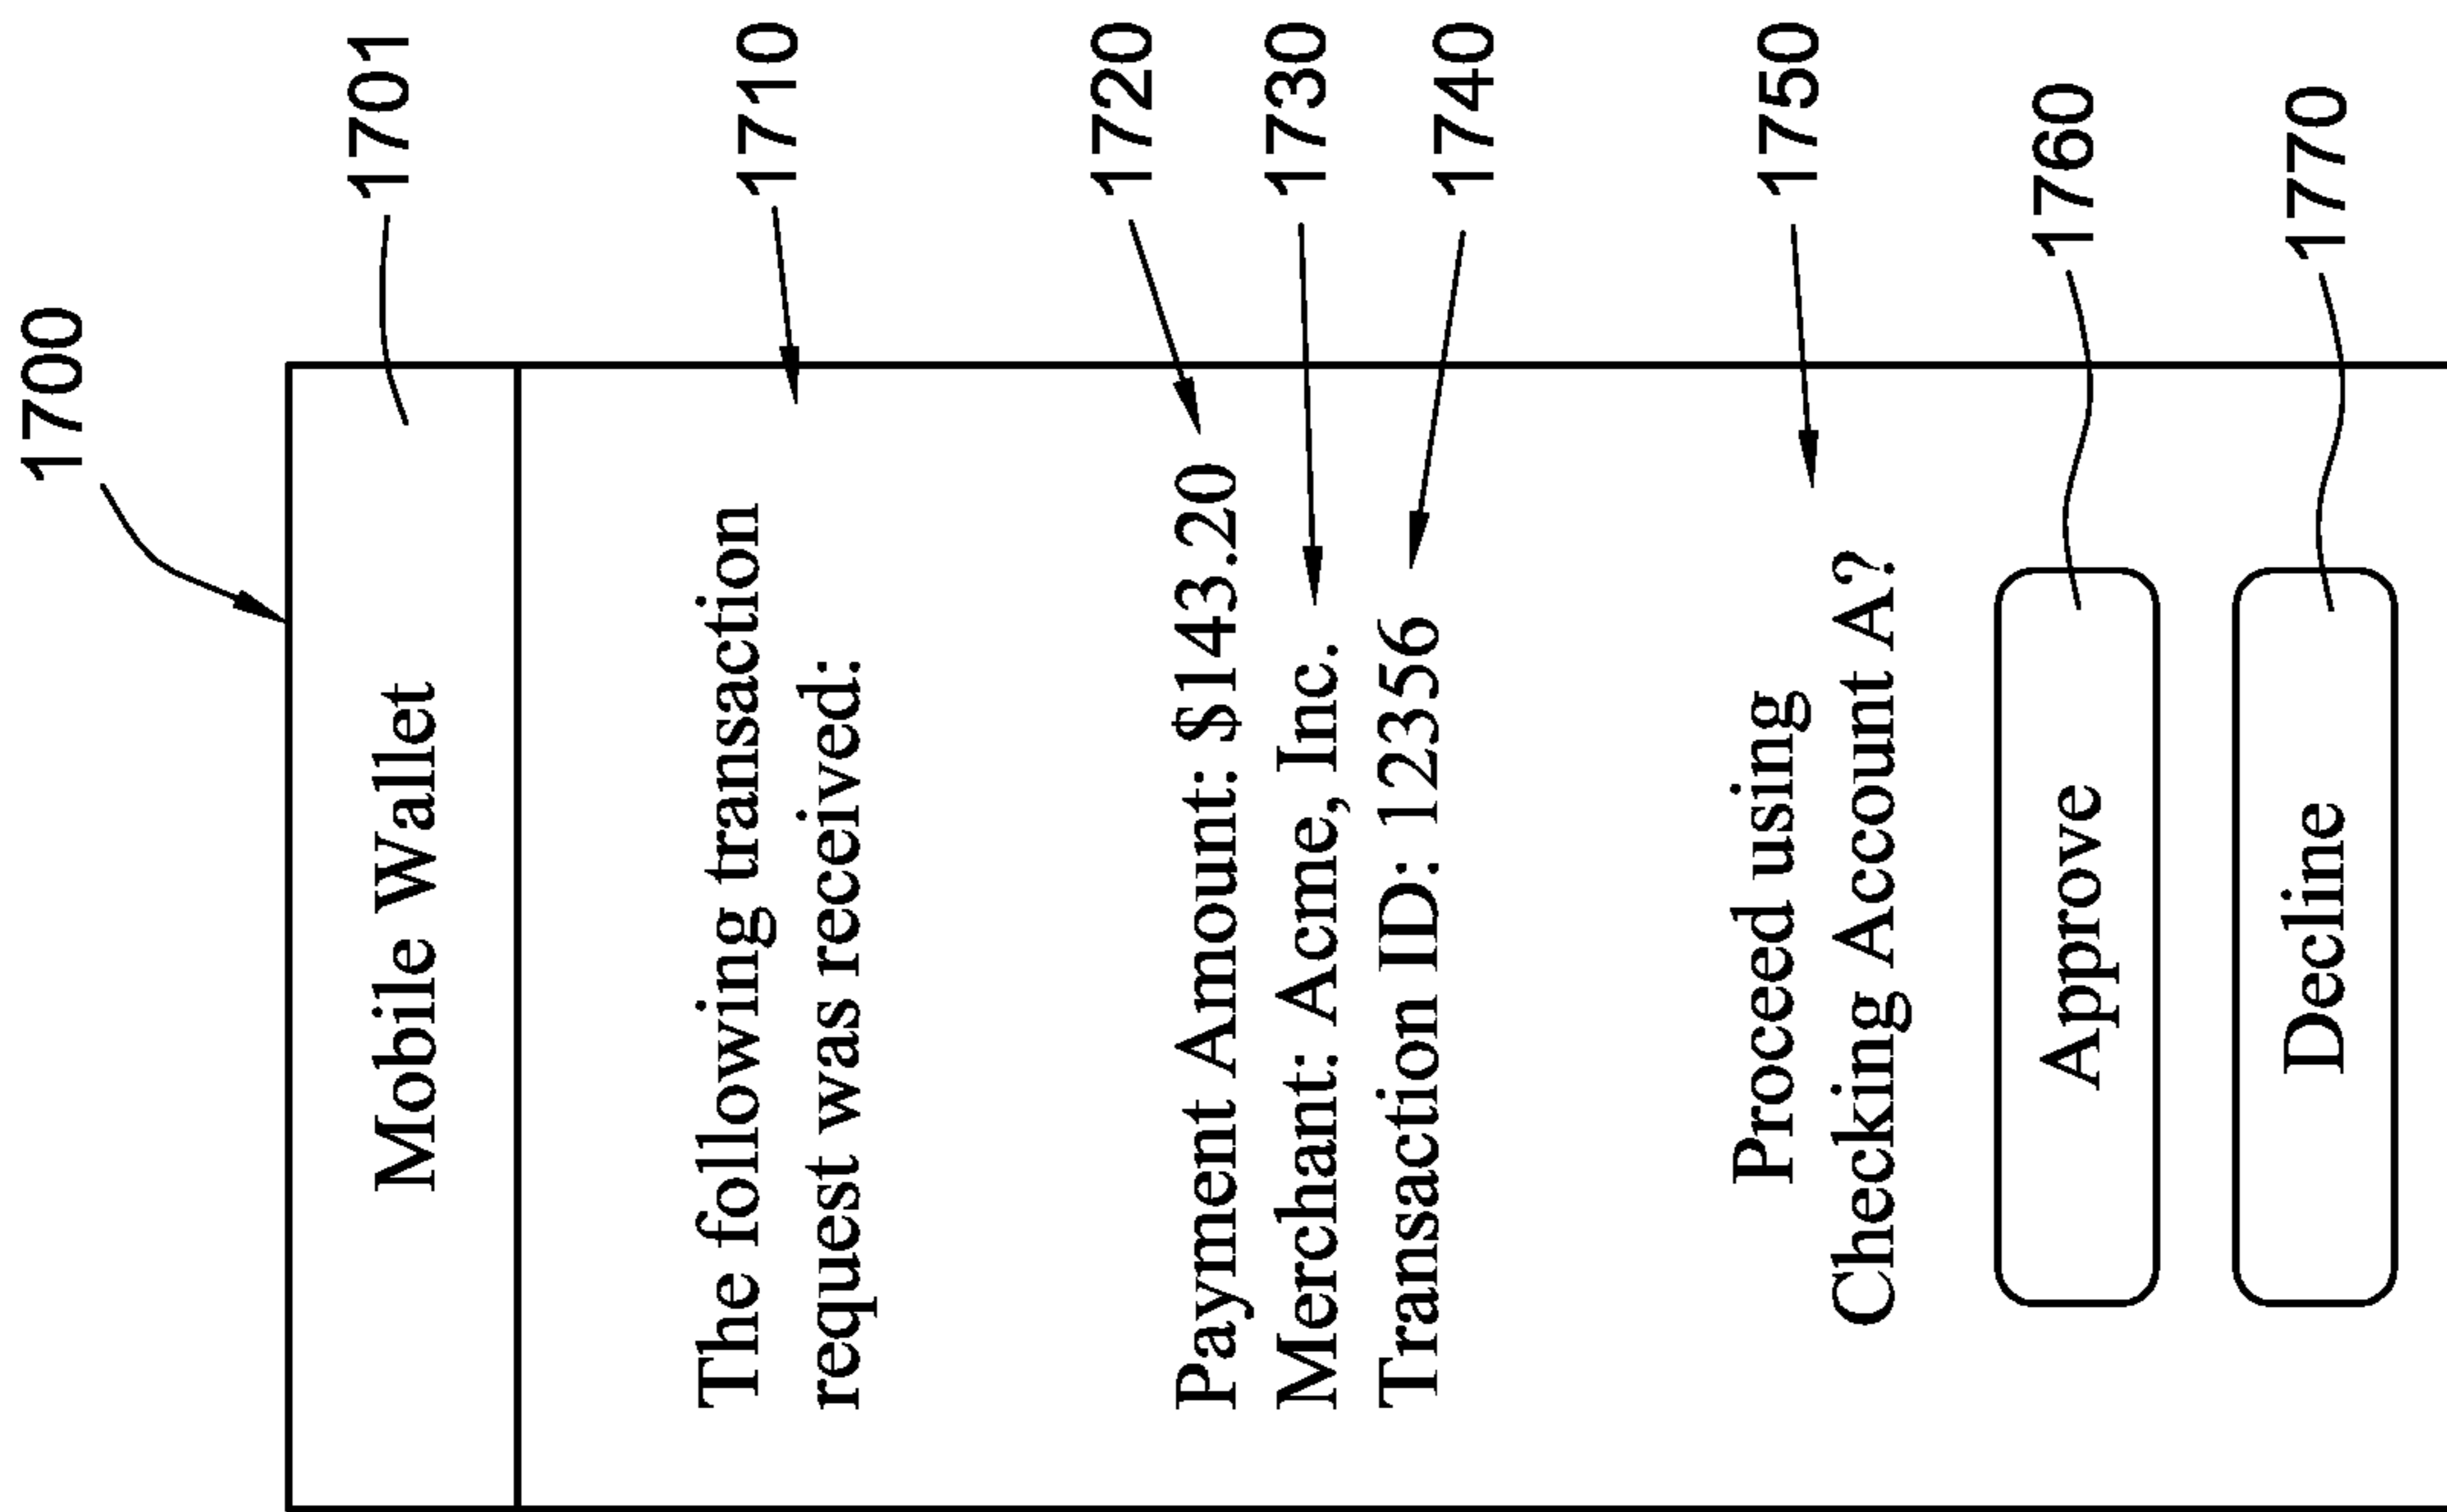 1700
Mobile Wallet
1701
The following transaction
request was received:
1710
Payment Amount: $143.20
1720
Merchant: Acme, Inc.
1730
Transaction ID: 12356
1740
Proceed using
Checking Account A?
1750
Approve
1760
Decline
1770